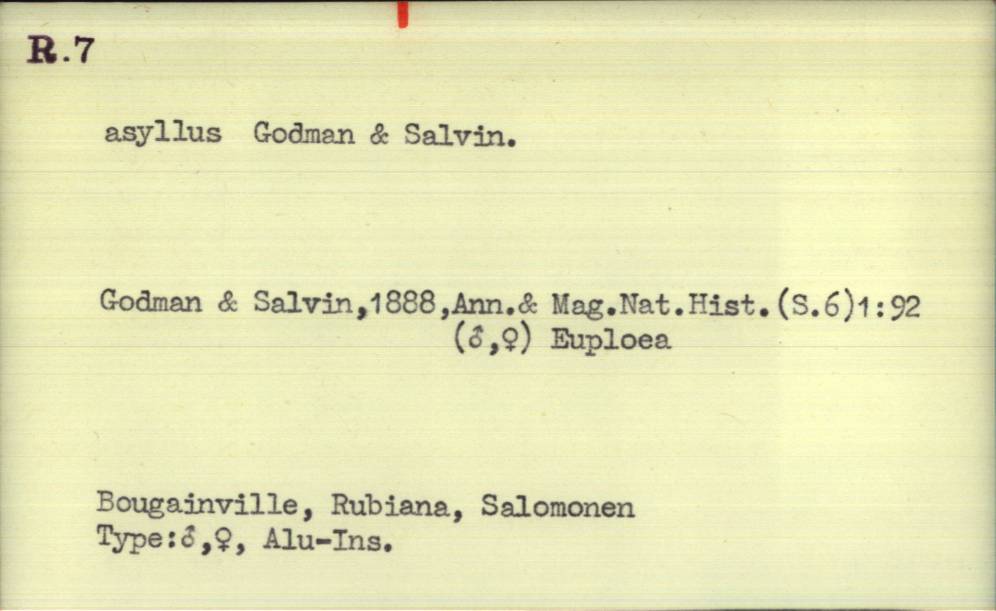 R.7
asyllus Godman & Salvin.
Godman & Salvin,1888,Ann.& Mag.Nat.Hist.(S.6)1:92
(♂,♀) Euploea
Bougainville, Rubiana, Salomonen
Type:♂,♀, Alu-Ins.